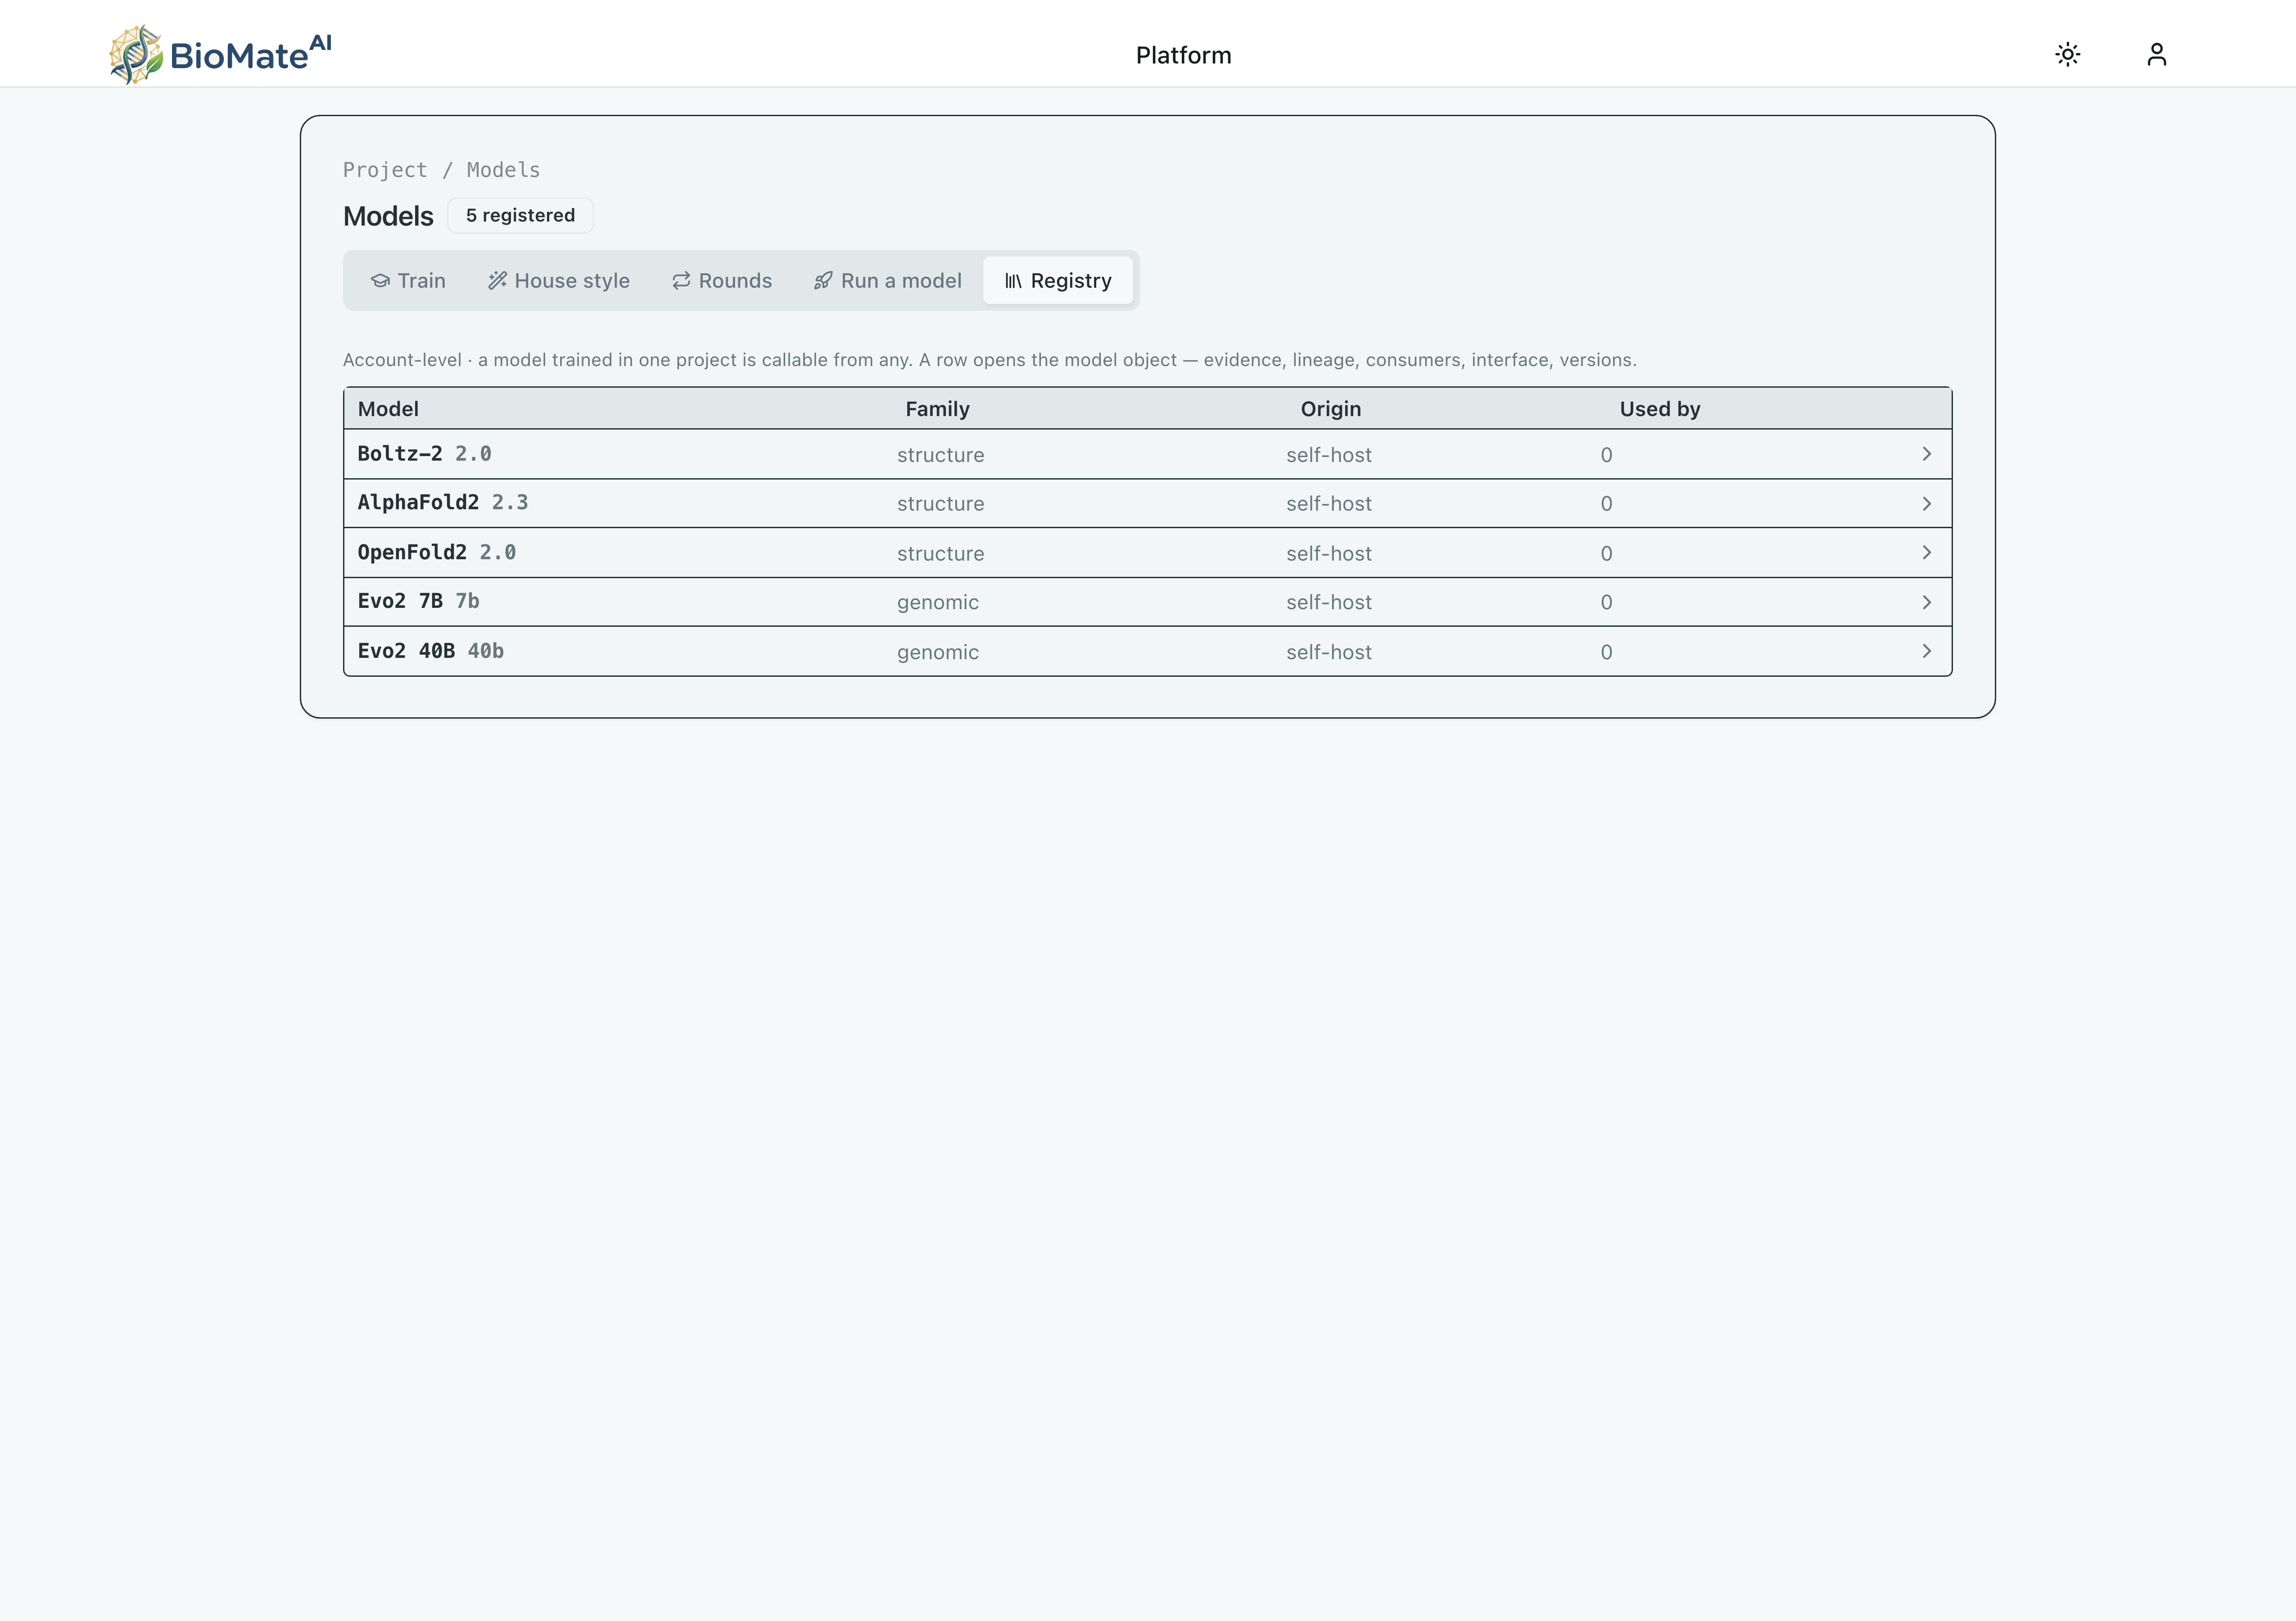 BioMate AI
Platform
Project / Models
Models 5 registered
Train House style Rounds Run a model Registry
Account-level · a model trained in one project is callable from any. A row opens the model object — evidence, lineage, consumers, interface, versions.
Model Family Origin Used by
Boltz-2 2.0 structure self-host 0
AlphaFold2 2.3 structure self-host 0
OpenFold2 2.0 structure self-host 0
Evo2 7B 7b genomic self-host 0
Evo2 40B 40b genomic self-host 0